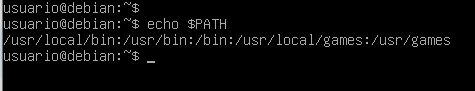 usuario@debian:~$
usuario@debian:~$ echo $PATH
/usr/local/bin:/usr/bin:/bin:/usr/local/games:/usr/games
usuario@debian:~$ _